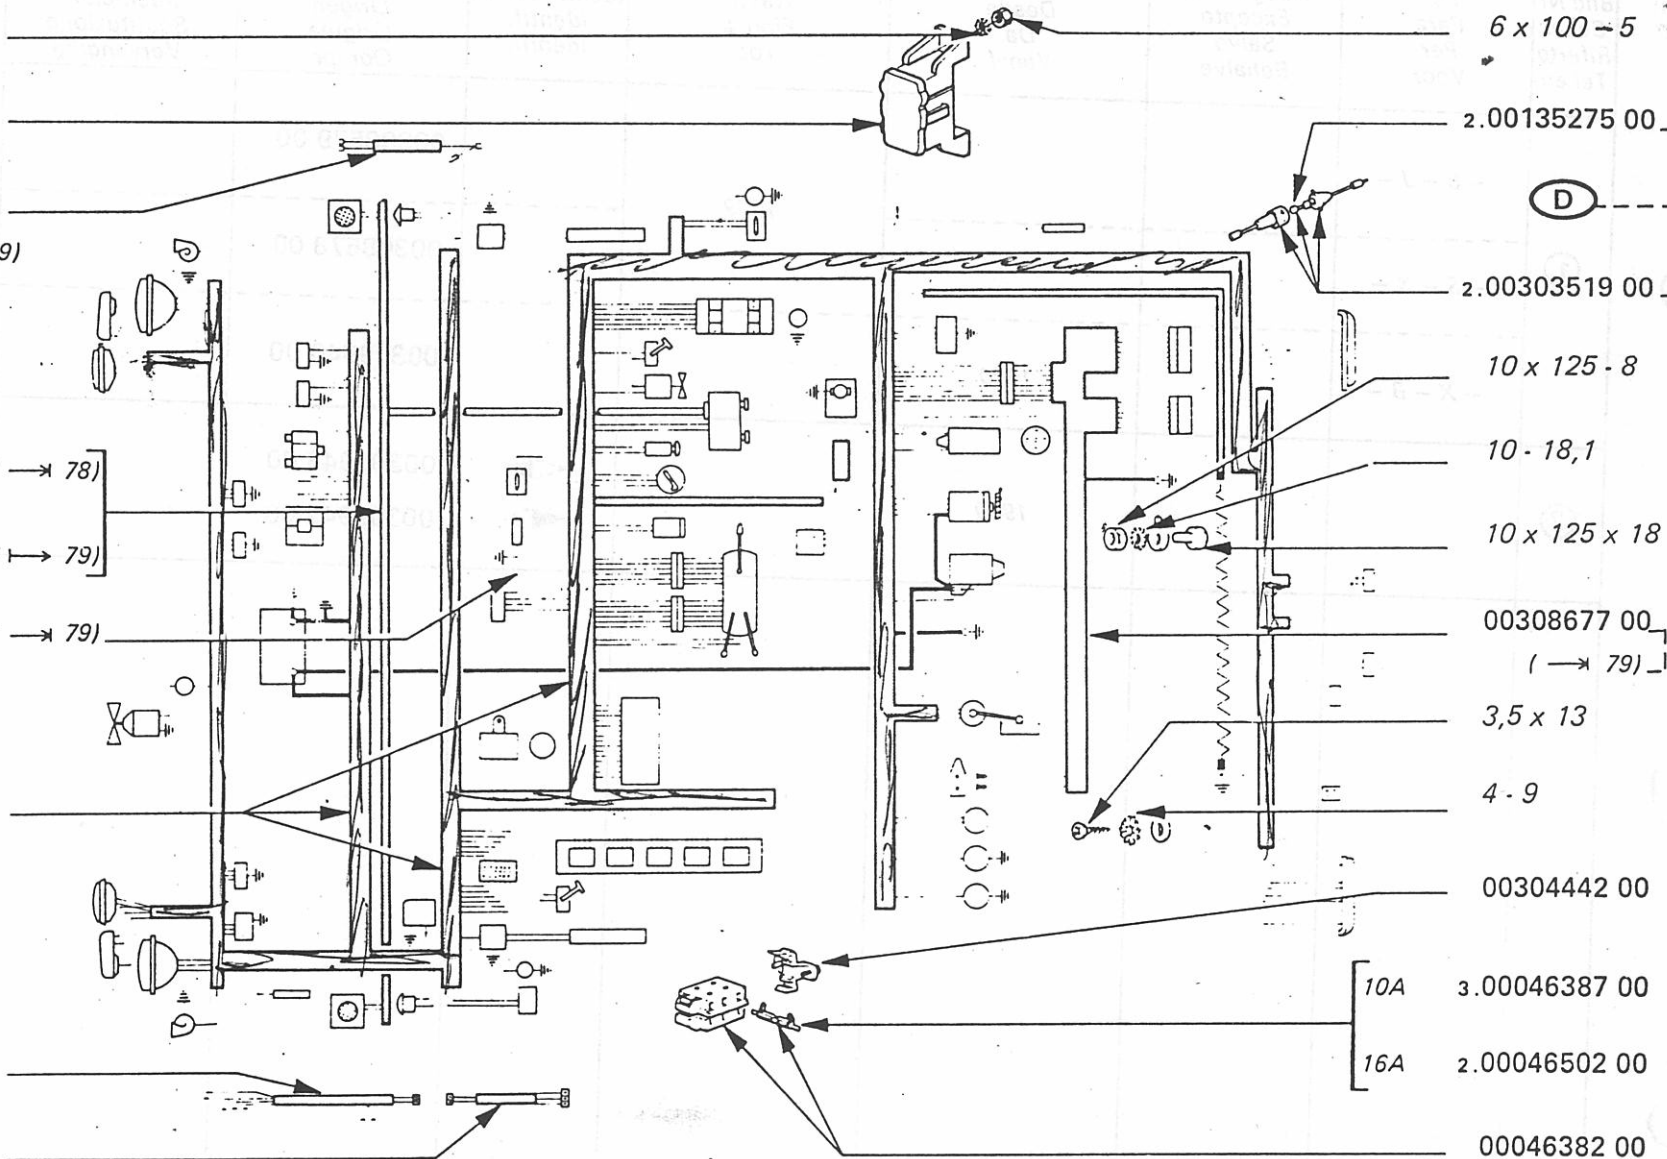 6 x 100 – 5
2.00135275 00
D
9)
2.00303519 00
10 x 125 - 8
78)
10 - 18,1
79)
10 x 125 x 18
79)
00308677 00
( → 79)
3,5 x 13
4 - 9
00304442 00
10A 3.00046387 00
16A 2.00046502 00
00046382 00